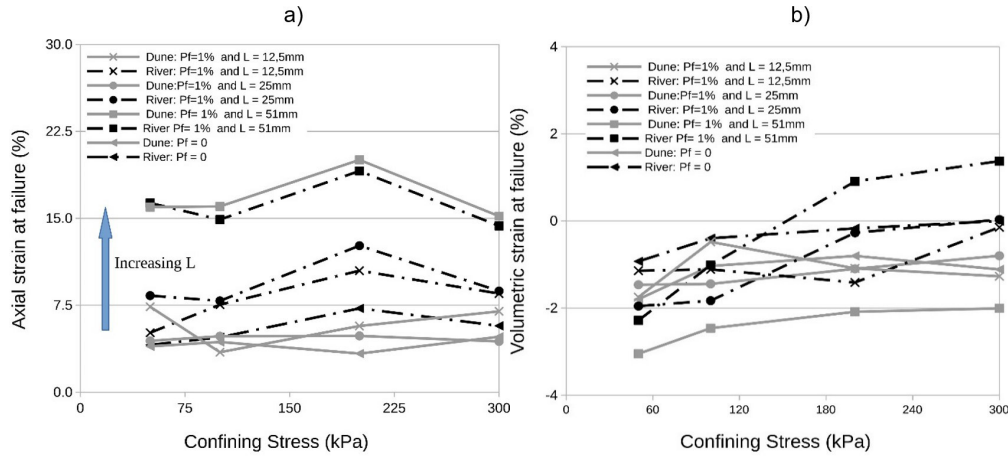 a)
30.0
22.5
15.0
7.5
0.0
Axial strain at failure (%)
Dune: Pf=1% and L = 12,5mm
River: Pf=1% and L = 12,5mm
Dune:Pf=1% and L = 25mm
River: Pf=1% and L = 25mm
Dune: Pf= 1% and L = 51mm
River Pf= 1% and L = 51mm
Dune: Pf = 0
River: Pf = 0
Increasing L
0
75
150
225
300
Confining Stress (kPa)
b)
4
2
0
-2
-4
Volumetric strain at failure (%)
Dune: Pf=1% and L = 12,5mm
River: Pf=1% and L = 12,5mm
Dune:Pf=1% and L = 25mm
River: Pf=1% and L = 25mm
Dune: Pf= 1% and L = 51mm
River Pf= 1% and L = 51mm
Dune: Pf = 0
River: Pf = 0
0
60
120
180
240
300
Confining Stress (kPa)